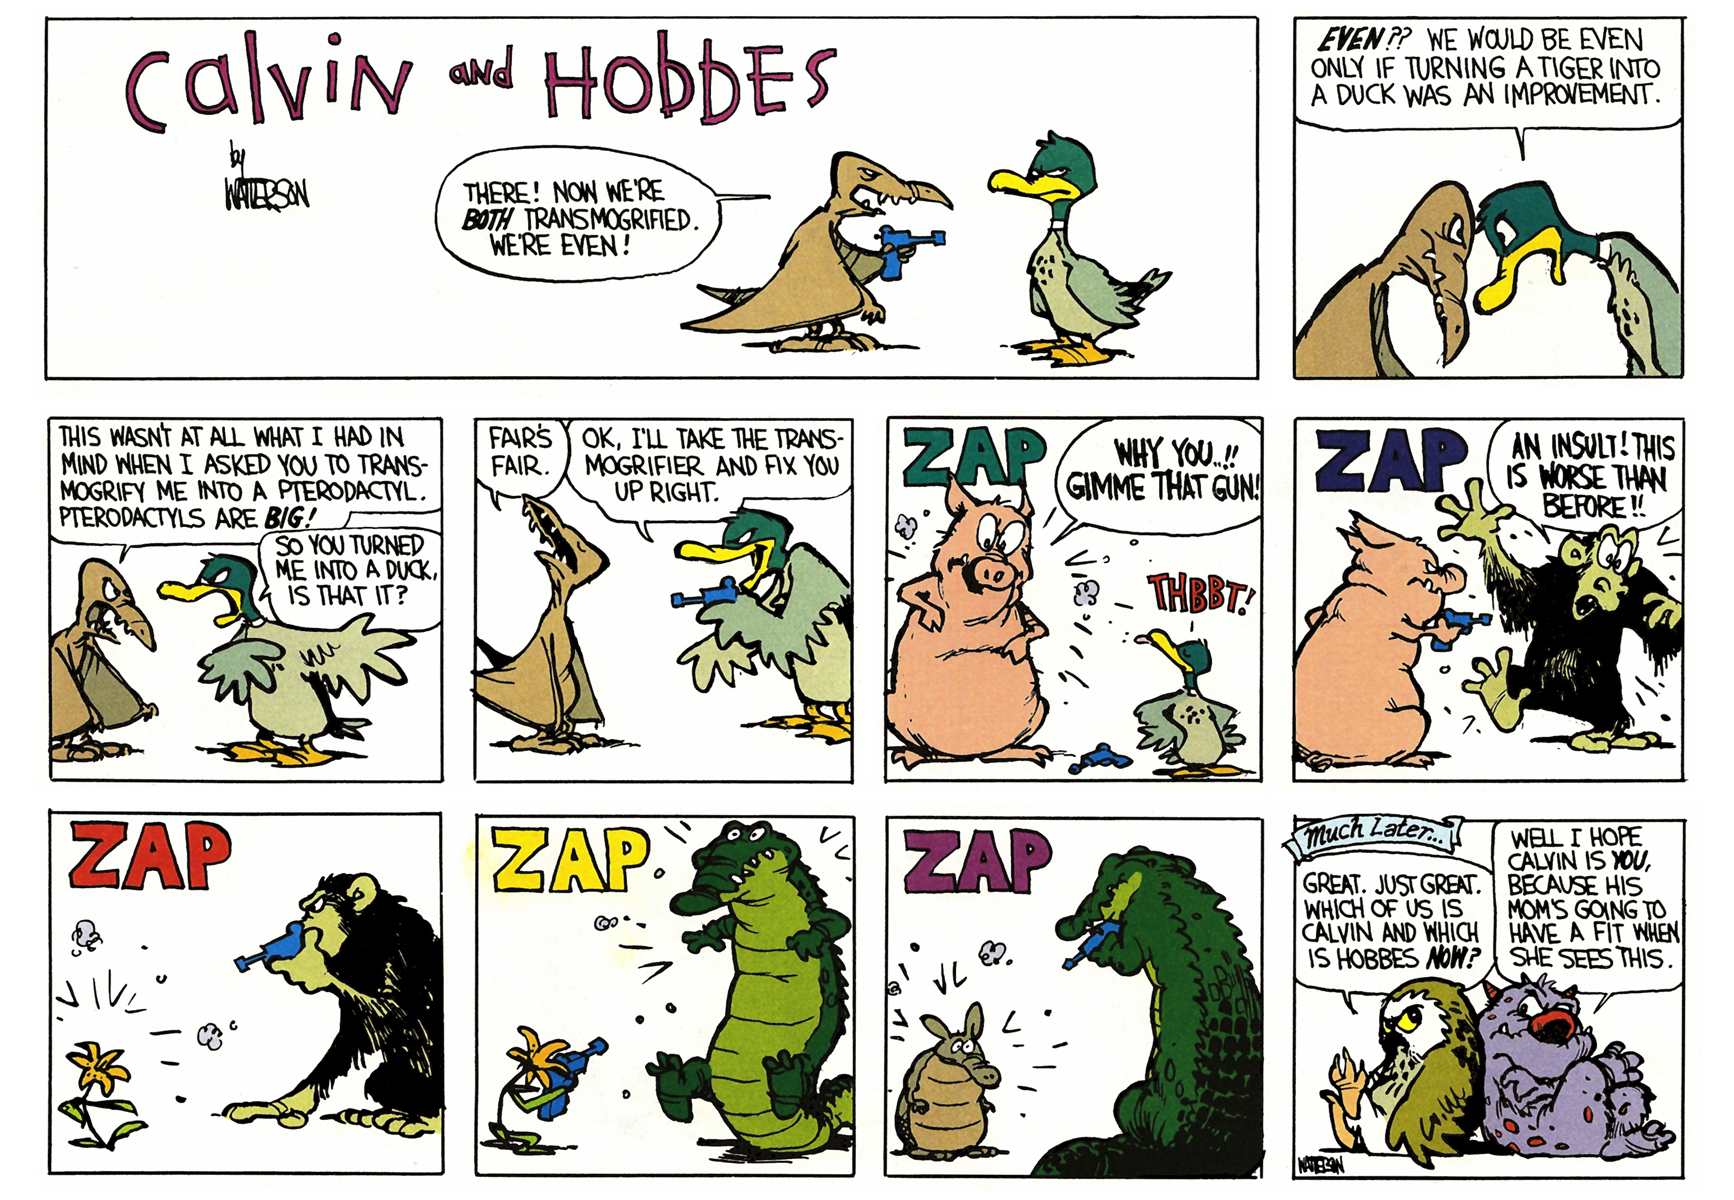 Calvin and Hobbes
by
WATTERSON
THERE! NOW WE'RE
BOTH TRANSMOGRIFIED.
WE'RE EVEN!
EVEN?? WE WOULD BE EVEN
ONLY IF TURNING A TIGER INTO
A DUCK WAS AN IMPROVEMENT.
THIS WASN'T AT ALL WHAT I HAD IN
MIND WHEN I ASKED YOU TO TRANS-
MOGRIFY ME INTO A PTERODACTYL.
PTERODACTYLS ARE BIG!
SO YOU TURNED
ME INTO A DUCK,
IS THAT IT?
FAIR'S
FAIR.
OK, I'LL TAKE THE TRANS-
MOGRIFIER AND FIX YOU
UP RIGHT.
ZAP
WHY YOU..!!
GIMME THAT GUN!
THBBT!
ZAP
AN INSULT! THIS
IS WORSE THAN
BEFORE!!
ZAP
ZAP
ZAP
Much Later...
GREAT. JUST GREAT.
WHICH OF US IS
CALVIN AND WHICH
IS HOBBES NOW?
WELL I HOPE
CALVIN IS YOU,
BECAUSE HIS
MOM'S GOING TO
HAVE A FIT WHEN
SHE SEES THIS.
WATTERSON